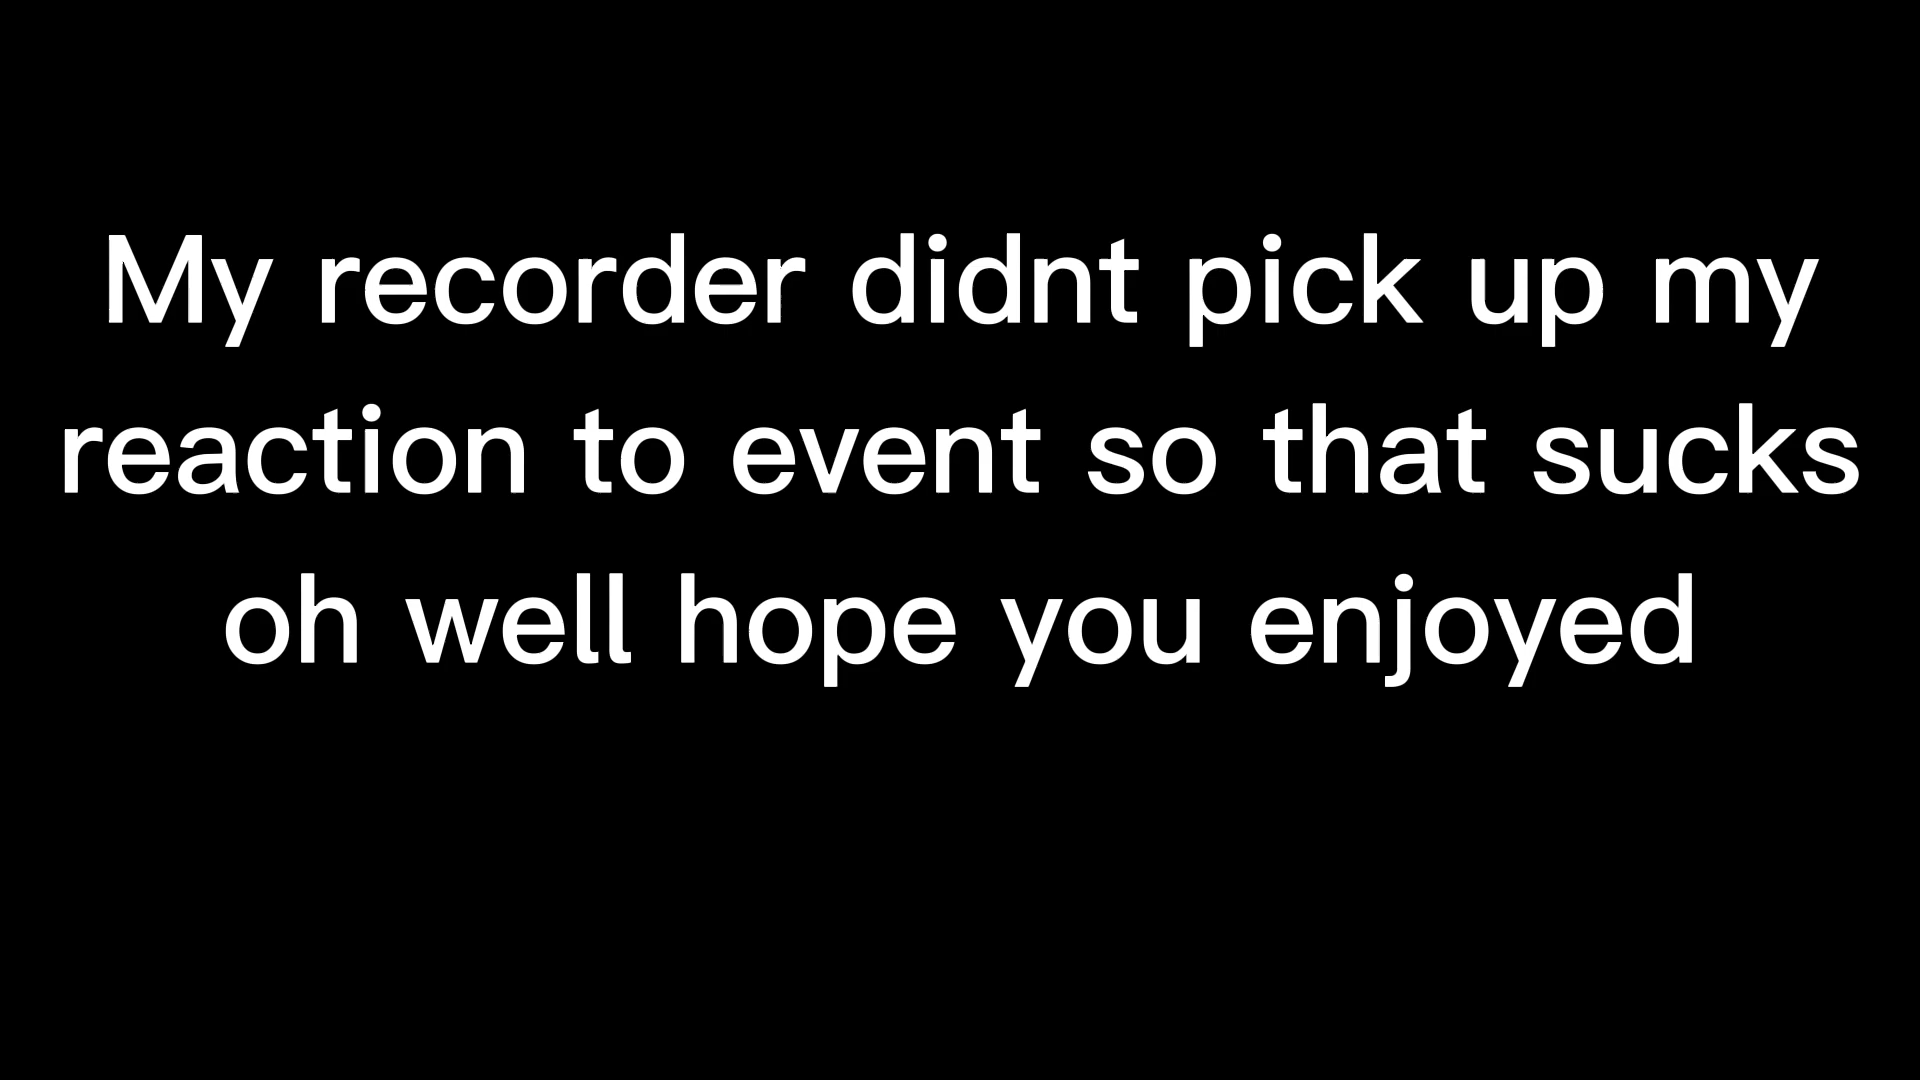 My recorder didnt pick up my
reaction to event so that sucks
oh well hope you enjoyed